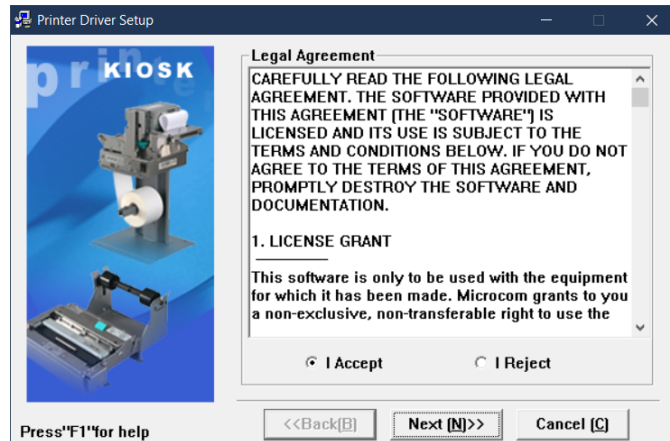 Printer Driver Setup
printe
KIOSK
Legal Agreement
CAREFULLY READ THE FOLLOWING LEGAL
AGREEMENT. THE SOFTWARE PROVIDED WITH
THIS AGREEMENT (THE "SOFTWARE") IS
LICENSED AND ITS USE IS SUBJECT TO THE
TERMS AND CONDITIONS BELOW. IF YOU DO NOT
AGREE TO THE TERMS OF THIS AGREEMENT,
PROMPTLY DESTROY THE SOFTWARE AND
DOCUMENTATION.
1. LICENSE GRANT
This software is only to be used with the equipment
for which it has been made. Microcom grants to you
a non-exclusive, non-transferable right to use the
I Accept
I Reject
Press"F1"for help
<<Back(B)
Next (N)>>
Cancel (C)